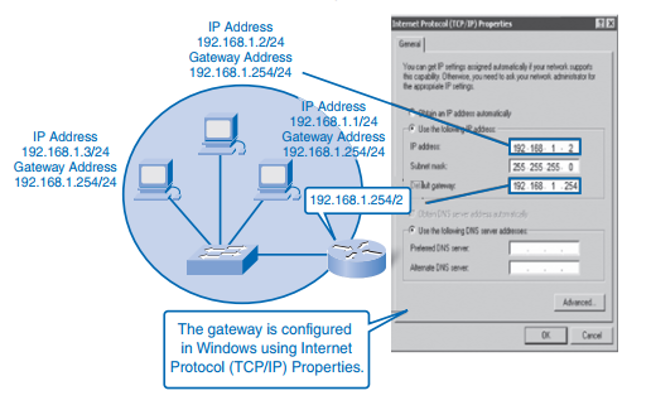 IP Address
192.168.1.2/24
Gateway Address
192.168.1.254/24
IP Address
192.168.1.1/24
Gateway Address
192.168.1.254/24
IP Address
192.168.1.3/24
Gateway Address
192.168.1.254/24
192.168.1.254/2
The gateway is configured
in Windows using Internet
Protocol (TCP/IP) Properties.
Internet Protocol (TCP/IP) Properties
General
You can get IP settings assigned automatically if your network supports
this capability. Otherwise, you need to ask your network administrator for
the appropriate IP settings.
Obtain an IP address automatically
Use the following IP address:
IP address:
192 . 168 . 1 . 2
Subnet mask:
255 . 255 . 255 . 0
gateway:
192 . 168 . 1 . 254
Obtain DNS server address automatically
Use the following DNS server addresses:
Preferred DNS server:
Alternate DNS server:
Advanced...
OK
Cancel